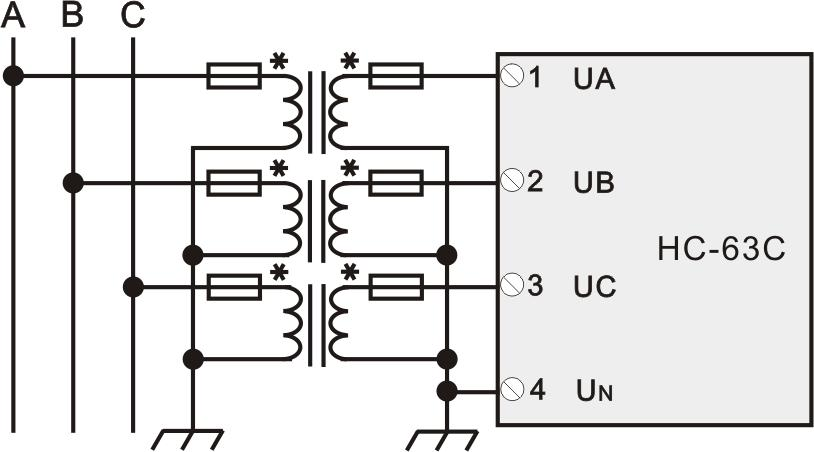 A B C
* * 1 UA
* * 2 UB
HC-63C
* * 3 UC
4 UN